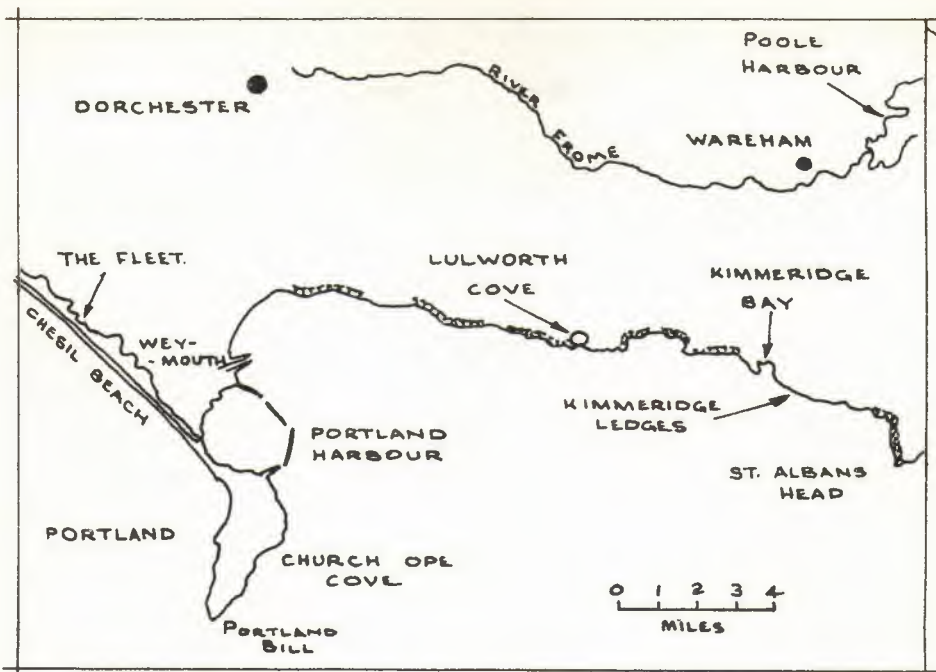 POOLE
HARBOUR
DORCHESTER
RIVER
FROME
WAREHAM
THE FLEET.
LULWORTH
COVE
KIMMERIDGE
BAY
CHESIL BEACH
WEY-
-MOUTH
KIMMERIDGE
LEDGES
PORTLAND
HARBOUR
ST. ALBANS
HEAD
PORTLAND
CHURCH OPE
COVE
0 1 2 3 4
MILES
PORTLAND
BILL